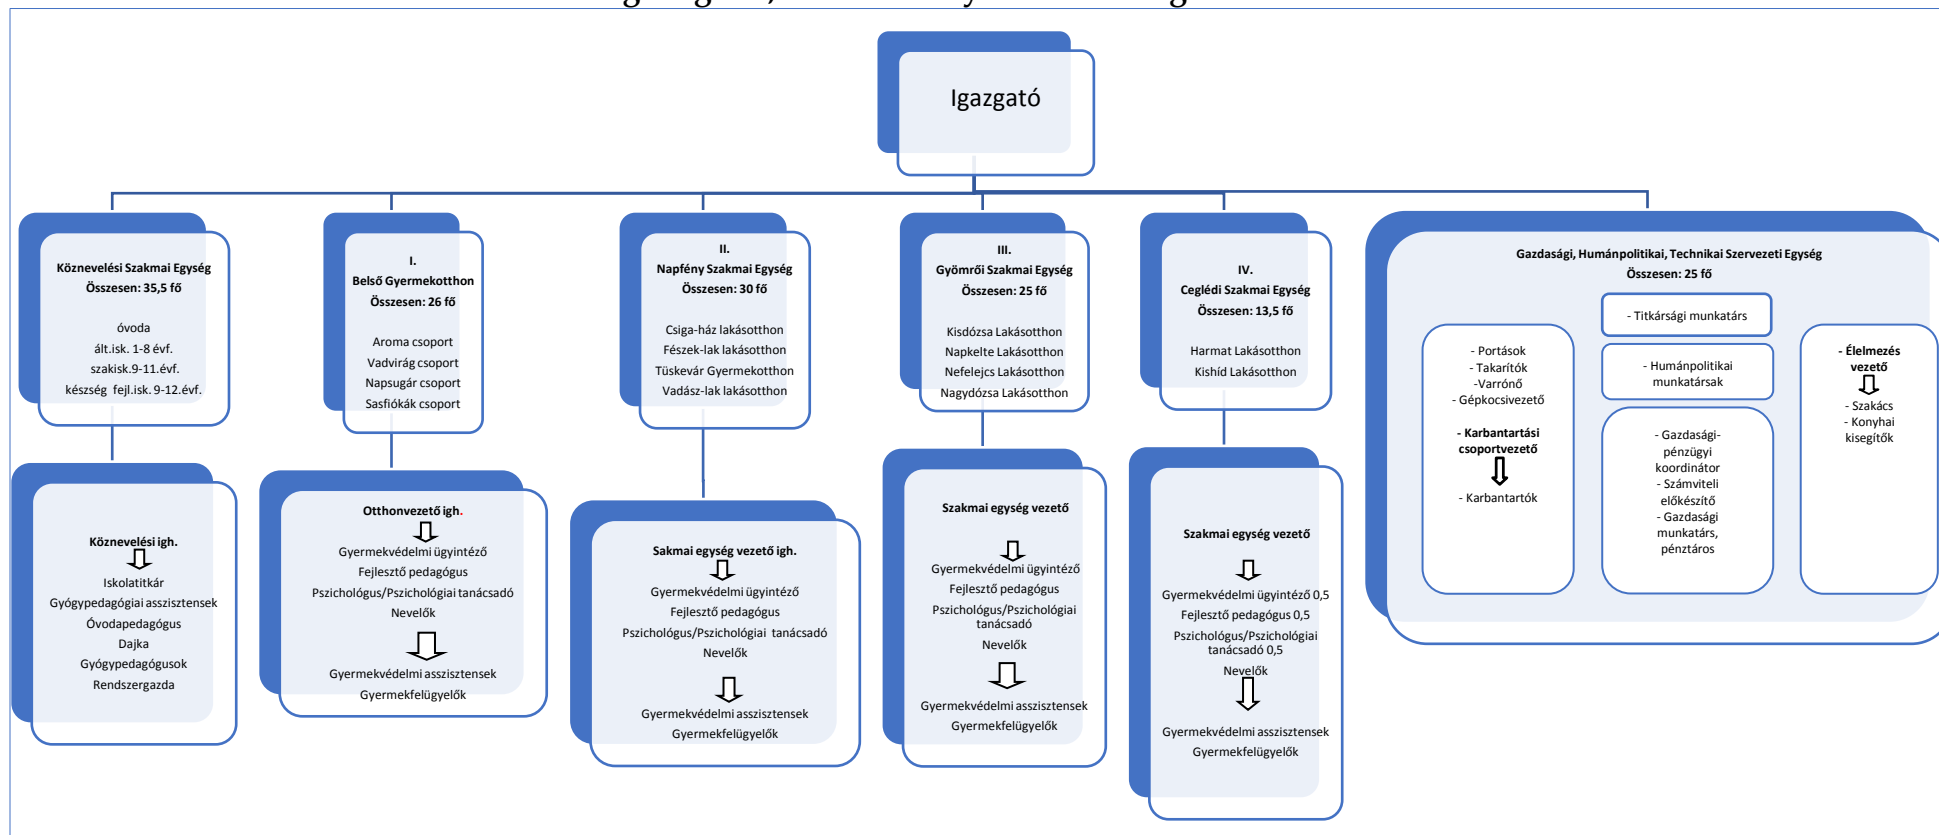 Igazgató
Köznevelési Szakmai Egység
Összesen: 35,5 fő
óvoda
ált.isk. 1-8 évf.
szakisk.9-11.évf.
készség fejl.isk. 9-12.évf.
Köznevelési igh.
Iskolatitkár
Gyógypedagógiai asszisztensek
Óvodapedagógus
Dajka
Gyógypedagógusok
Rendszergazda
I.
Belső Gyermekotthon
Összesen: 26 fő
Aroma csoport
Vadvirág csoport
Napsugár csoport
Sasfiókák csoport
Otthonvezető igh.
Gyermekvédelmi ügyintéző
Fejlesztő pedagógus
Pszichológus/Pszichológiai tanácsadó
Nevelők
Gyermekvédelmi asszisztensek
Gyermekfelügyelők
II.
Napfény Szakmai Egység
Összesen: 30 fő
Csiga-ház lakásotthon
Fészek-lak lakásotthon
Tüskevár Gyermekotthon
Vadász-lak lakásotthon
Sakmai egység vezető igh.
Gyermekvédelmi ügyintéző
Fejlesztő pedagógus
Pszichológus/Pszichológiai tanácsadó
Nevelők
Gyermekvédelmi asszisztensek
Gyermekfelügyelők
III.
Gyömrői Szakmai Egység
Összesen: 25 fő
Kisdózsa Lakásotthon
Napkelte Lakásotthon
Nefelejcs Lakásotthon
Nagydózsa Lakásotthon
Szakmai egység vezető
Gyermekvédelmi ügyintéző
Fejlesztő pedagógus
Pszichológus/Pszichológiai
tanácsadó
Nevelők
Gyermekvédelmi asszisztensek
Gyermekfelügyelők
IV.
Ceglédi Szakmai Egység
Összesen: 13,5 fő
Harmat Lakásotthon
Kishíd Lakásotthon
Szakmai egység vezető
Gyermekvédelmi ügyintéző 0,5
Fejlesztő pedagógus 0,5
Pszichológus/Pszichológiai
tanácsadó 0,5
Nevelők
Gyermekvédelmi asszisztensek
Gyermekfelügyelők
Gazdasági, Humánpolitikai, Technikai Szervezeti Egység
Összesen: 25 fő
- Portások
- Takarítók
-Varrónő
- Gépkocsivezető
- Karbantartási
csoportvezető
- Karbantartók
- Titkársági munkatárs
- Humánpolitikai
munkatársak
- Gazdasági-
pénzügyi
koordinátor
- Számviteli
előkészítő
- Gazdasági
munkatárs,
pénztáros
- Élelmezés
vezető
- Szakács
- Konyhai
kisegítők